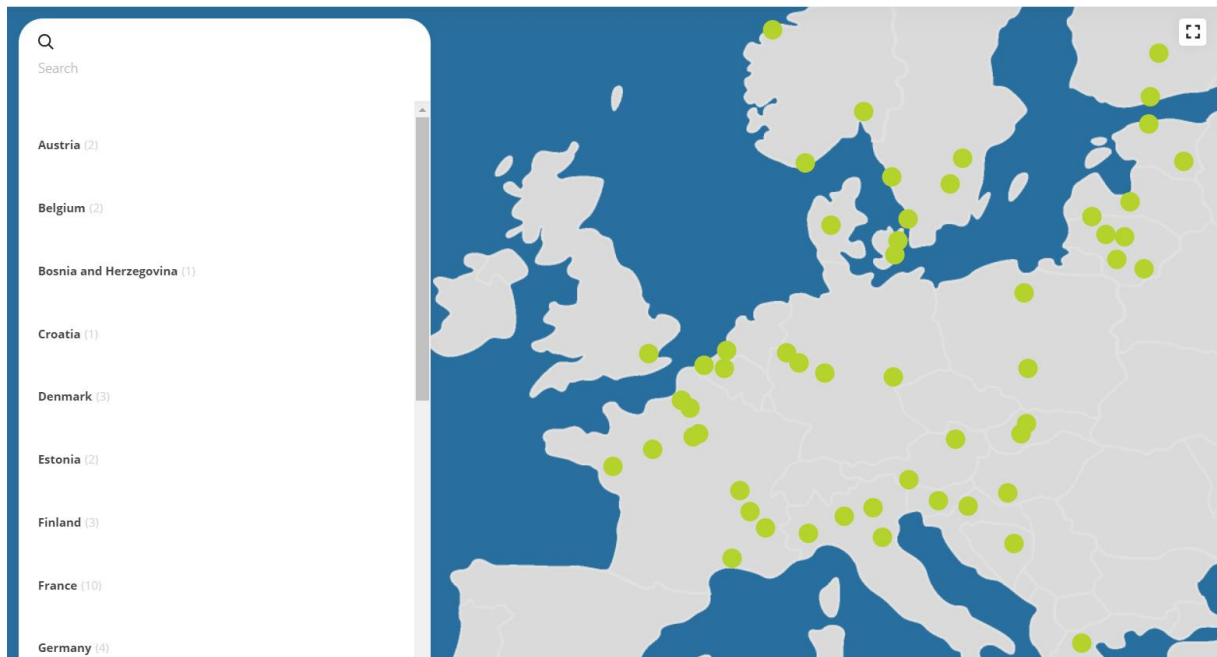 Search
Austria (2)
Belgium (2)
Bosnia and Herzegovina (1)
Croatia (1)
Denmark (3)
Estonia (2)
Finland (3)
France (10)
Germany (4)